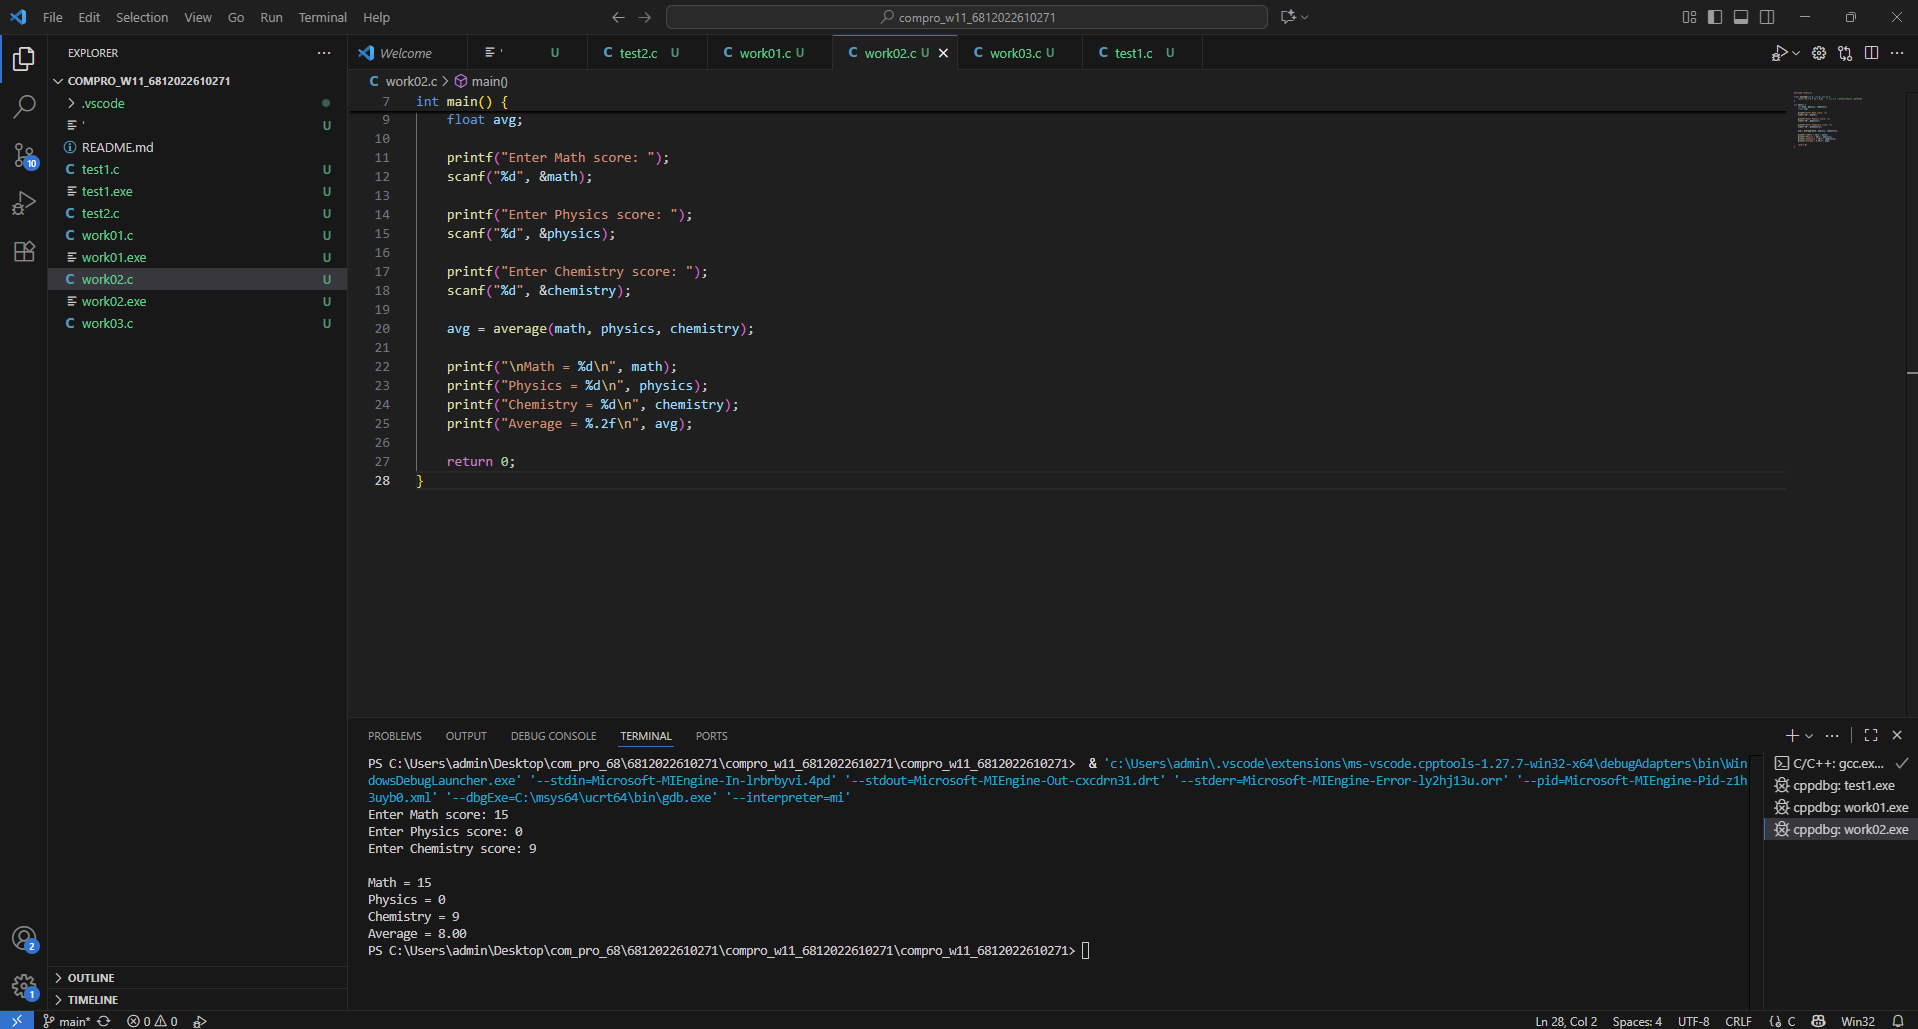 File Edit Selection View Go Run Terminal Help
compro_w11_6812022610271
EXPLORER
COMPRO_W11_6812022610271
.vscode
' U
README.md
test1.c U
test1.exe U
test2.c U
work01.c U
work01.exe U
work02.c U
work02.exe U
work03.c U
OUTLINE
TIMELINE
10
2
1
Welcome ' U test2.c U work01.c U work02.c U work03.c U test1.c U
work02.c > main()
7 int main() {
9 float avg;
10
11 printf("Enter Math score: ");
12 scanf("%d", &math);
13
14 printf("Enter Physics score: ");
15 scanf("%d", &physics);
16
17 printf("Enter Chemistry score: ");
18 scanf("%d", &chemistry);
19
20 avg = average(math, physics, chemistry);
21
22 printf("\nMath = %d\n", math);
23 printf("Physics = %d\n", physics);
24 printf("Chemistry = %d\n", chemistry);
25 printf("Average = %.2f\n", avg);
26
27 return 0;
28 }
PROBLEMS OUTPUT DEBUG CONSOLE TERMINAL PORTS
PS C:\Users\admin\Desktop\com_pro_68\6812022610271\compro_w11_6812022610271\compro_w11_6812022610271> & 'c:\Users\admin\.vscode\extensions\ms-vscode.cpptools-1.27.7-win32-x64\debugAdapters\bin\Win
dowsDebugLauncher.exe' '--stdin=Microsoft-MIEngine-In-lrbrbyvi.4pd' '--stdout=Microsoft-MIEngine-Out-cxcdrn31.drt' '--stderr=Microsoft-MIEngine-Error-ly2hj13u.orr' '--pid=Microsoft-MIEngine-Pid-z1h
3uyb0.xml' '--dbgExe=C:\msys64\ucrt64\bin\gdb.exe' '--interpreter=mi'
Enter Math score: 15
Enter Physics score: 0
Enter Chemistry score: 9
Math = 15
Physics = 0
Chemistry = 9
Average = 8.00
PS C:\Users\admin\Desktop\com_pro_68\6812022610271\compro_w11_6812022610271\compro_w11_6812022610271>
C/C++: gcc.ex...
cppdbg: test1.exe
cppdbg: work01.exe
cppdbg: work02.exe
main* 0 0
Ln 28, Col 2 Spaces: 4 UTF-8 CRLF {} C Win32